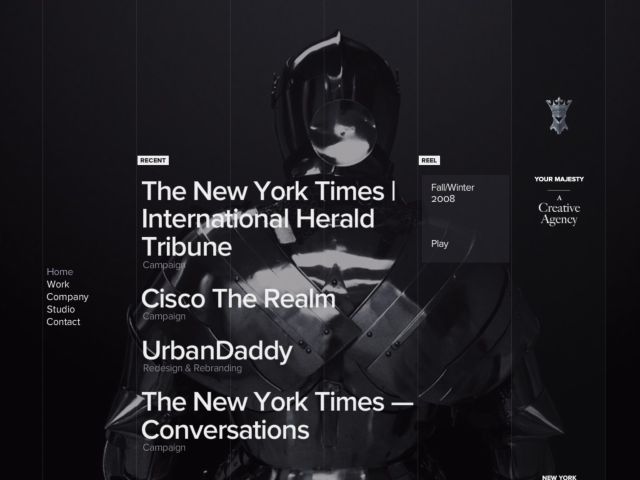 RECENT
The New York Times |
International Herald
Tribune
Campaign
Cisco The Realm
Campaign
UrbanDaddy
Redesign & Rebranding
The New York Times —
Conversations
Campaign
REEL
Fall/Winter
2008
Play
Home
Work
Company
Studio
Contact
YOUR MAJESTY
A
Creative
Agency
NEW YORK